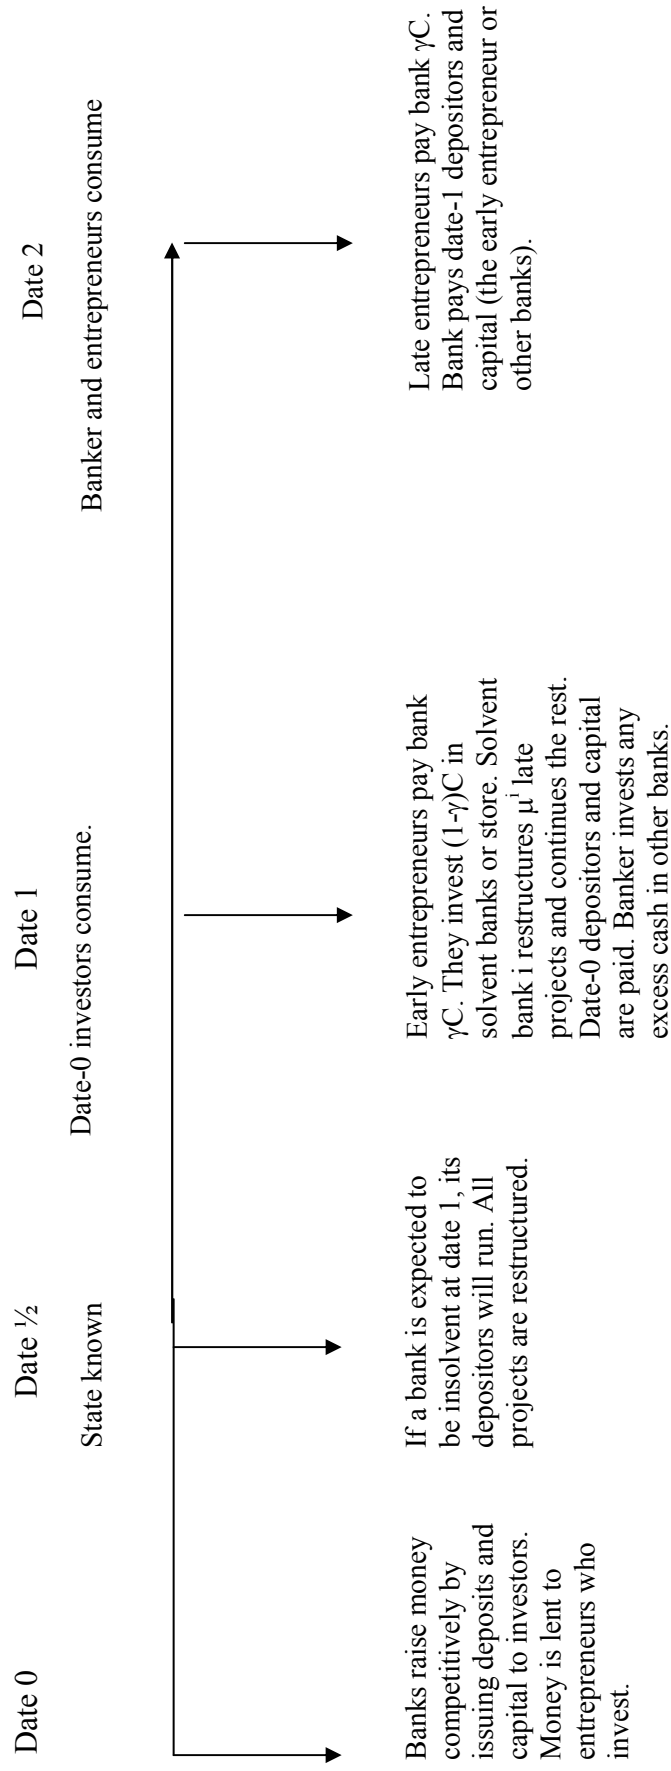 Date 0
Date ½
Date 1
Date 2
State known
Date-0 investors consume.
Banker and entrepreneurs consume
Banks raise money
competitively by
issuing deposits and
capital to investors.
Money is lent to
entrepreneurs who
invest.
If a bank is expected to
be insolvent at date 1, its
depositors will run. All
projects are restructured.
Early entrepreneurs pay bank
γC. They invest (1-γ)C in
solvent banks or store. Solvent
bank i restructures μⁱ late
projects and continues the rest.
Date-0 depositors and capital
are paid. Banker invests any
excess cash in other banks.
Late entrepreneurs pay bank γC.
Bank pays date-1 depositors and
capital (the early entrepreneur or
other banks).